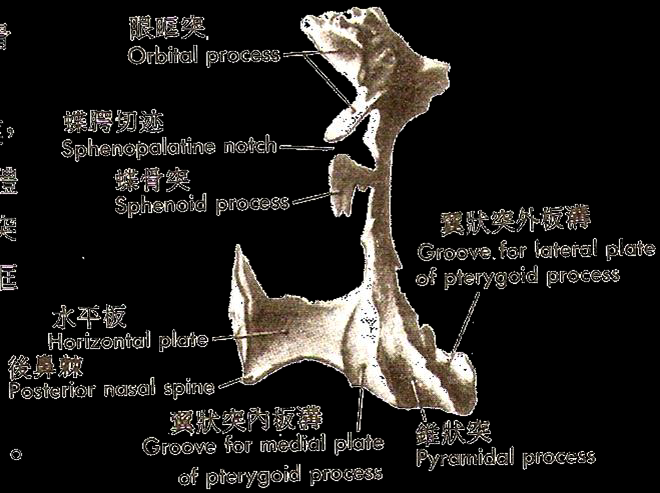 眼眶突
Orbital process
蝶腭切迹
Sphenopalatine notch
蝶骨突
Sphenoid process
翼狀突外板溝
Groove for lateral plate
of pterygoid process
水平板
Horizontal plate
後鼻棘
Posterior nasal spine
翼狀突內板溝
Groove for medial plate
of pterygoid process
錐狀突
Pyramidal process